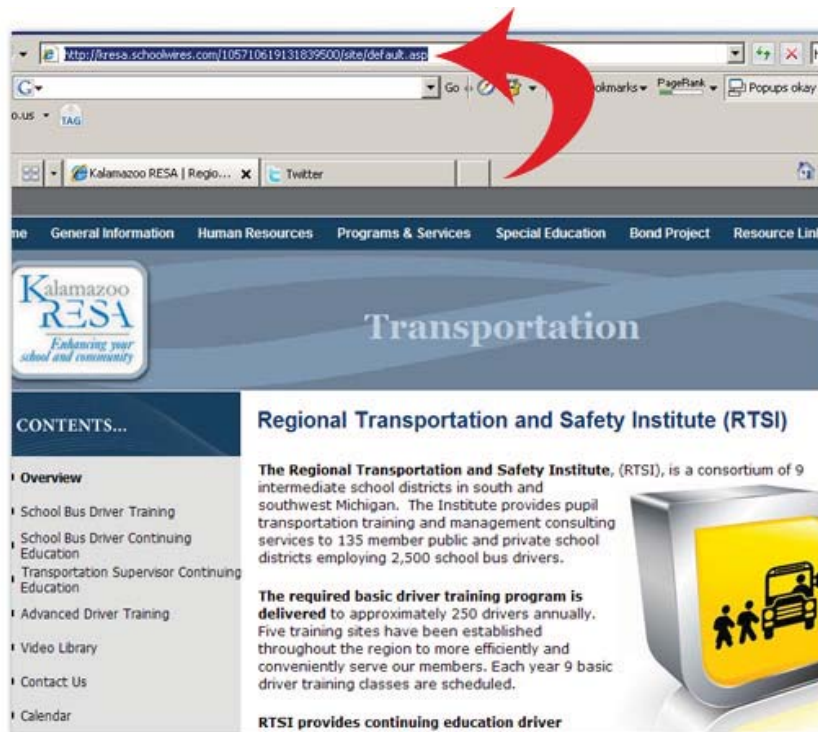 http://kresa.schoolwires.com/105710619131839500/site/default.asp
G
Go
okmarks
PageRank
Popups okay
o.us
TAG
Kalamazoo RESA | Regio...
Twitter
me General Information Human Resources Programs & Services Special Education Bond Project Resource Lin
Kalamazoo
RESA
Enhancing your
school and community
Transportation
CONTENTS...
Overview
School Bus Driver Training
School Bus Driver Continuing
Education
Transportation Supervisor Continuing
Education
Advanced Driver Training
Video Library
Contact Us
Calendar
Regional Transportation and Safety Institute (RTSI)
The Regional Transportation and Safety Institute, (RTSI), is a consortium of 9
intermediate school districts in south and
southwest Michigan. The Institute provides pupil
transportation training and management consulting
services to 135 member public and private school
districts employing 2,500 school bus drivers.
The required basic driver training program is
delivered to approximately 250 drivers annually.
Five training sites have been established
throughout the region to more efficiently and
conveniently serve our members. Each year 9 basic
driver training classes are scheduled.
RTSI provides continuing education driver